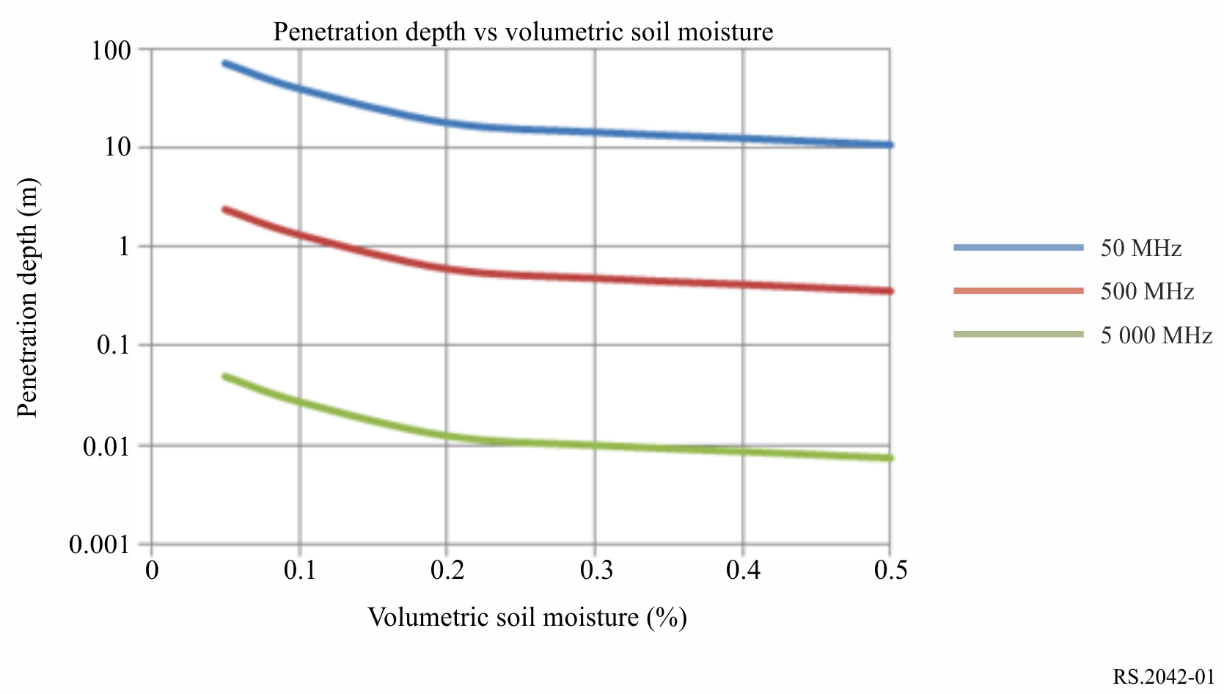 Penetration depth vs volumetric soil moisture
100
10
1
0.1
0.01
0.001
Penetration depth (m)
0 0.1 0.2 0.3 0.4 0.5
Volumetric soil moisture (%)
50 MHz
500 MHz
5 000 MHz
RS.2042-01